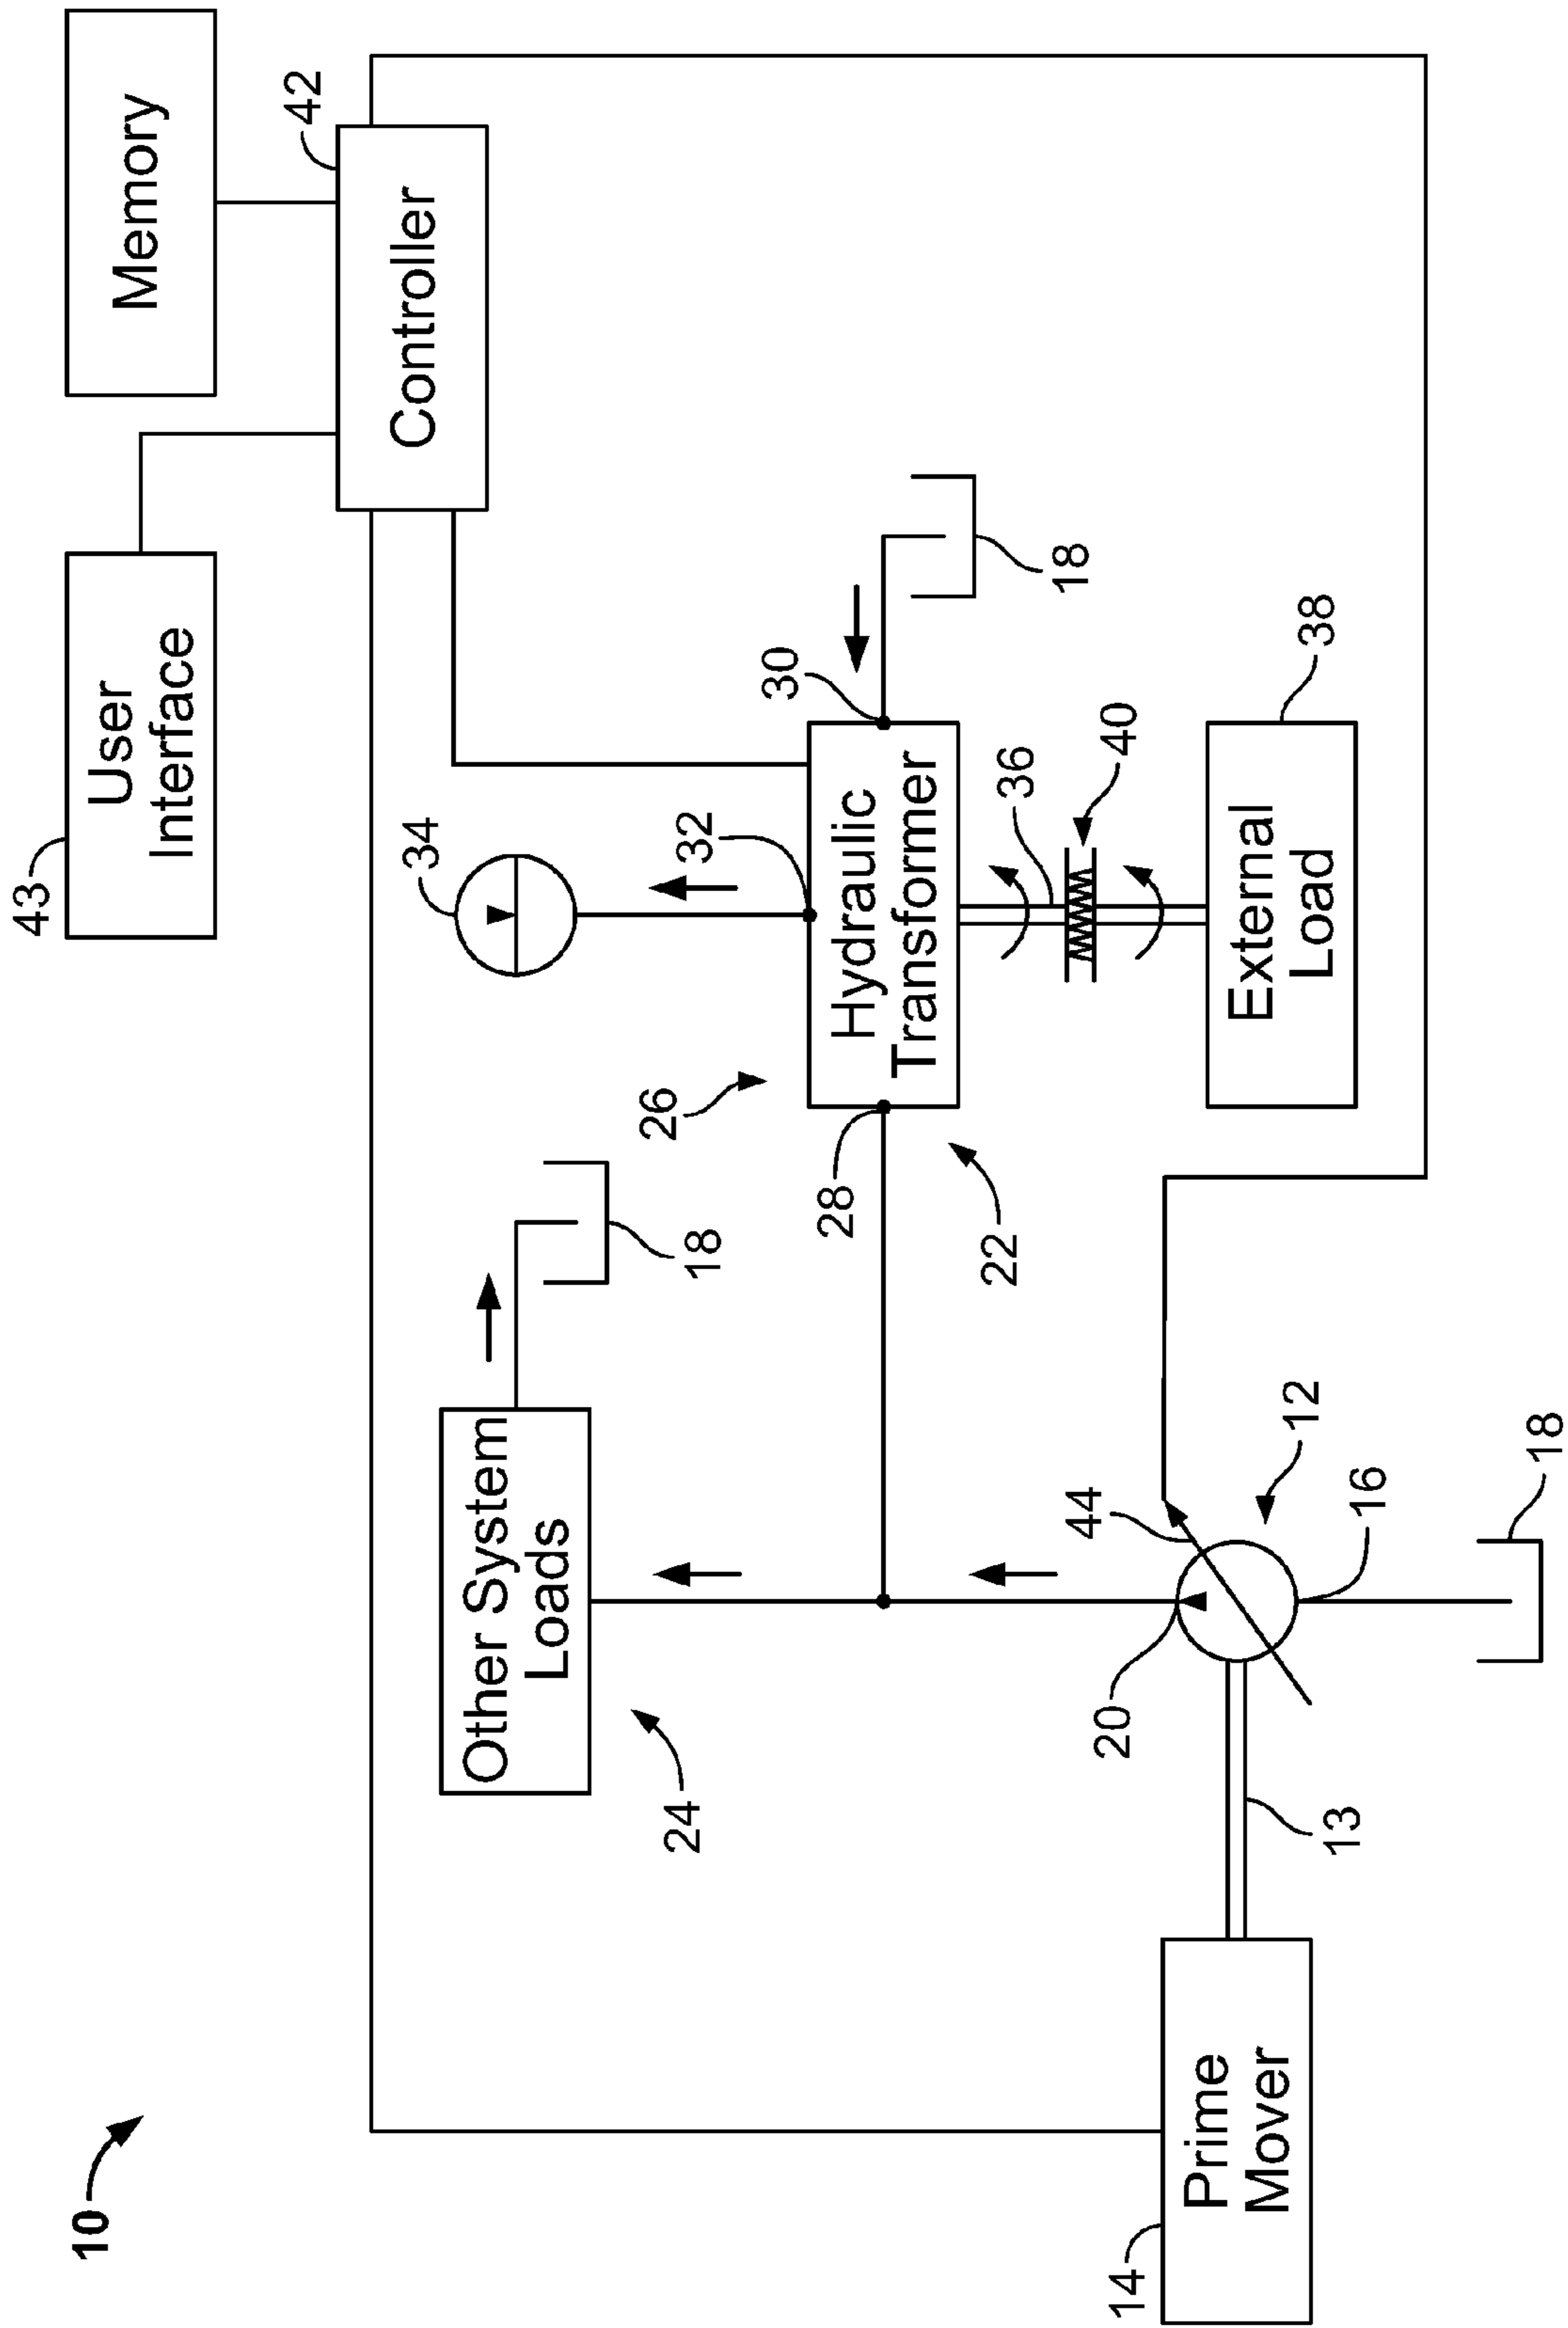 10
43
User
Interface
Memory
42
Controller
34
Other System
Loads
24
18
26
32
30
28
Hydraulic
Transformer
22
36
18
40
14
Prime
Mover
20
44
12
External
Load
38
13
16
18